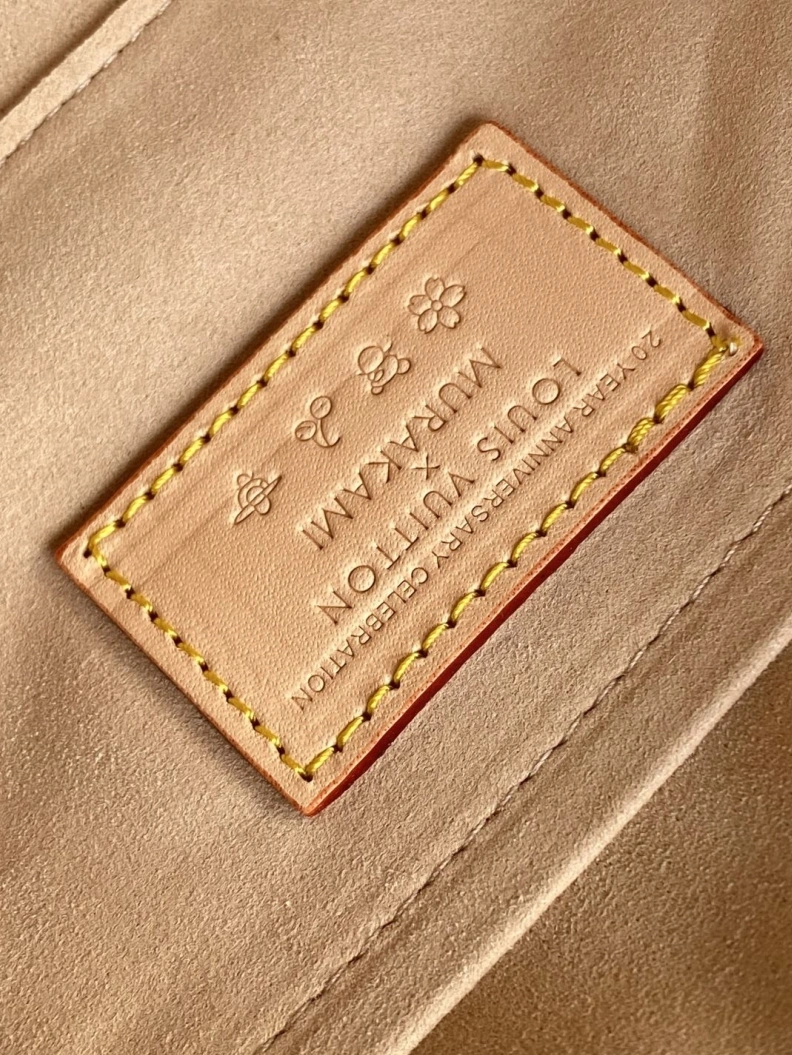 20 YEAR ANNIVERSARY CELEBRATION
LOUIS VUITTON
X
MURAKAMI